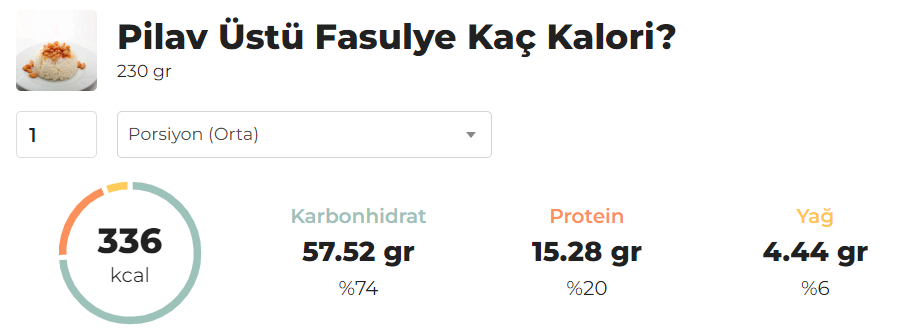 Pilav Üstü Fasulye Kaç Kalori?
230 gr
1
Porsiyon (Orta)
336
kcal
Karbonhidrat
57.52 gr
%74
Protein
15.28 gr
%20
Yağ
4.44 gr
%6